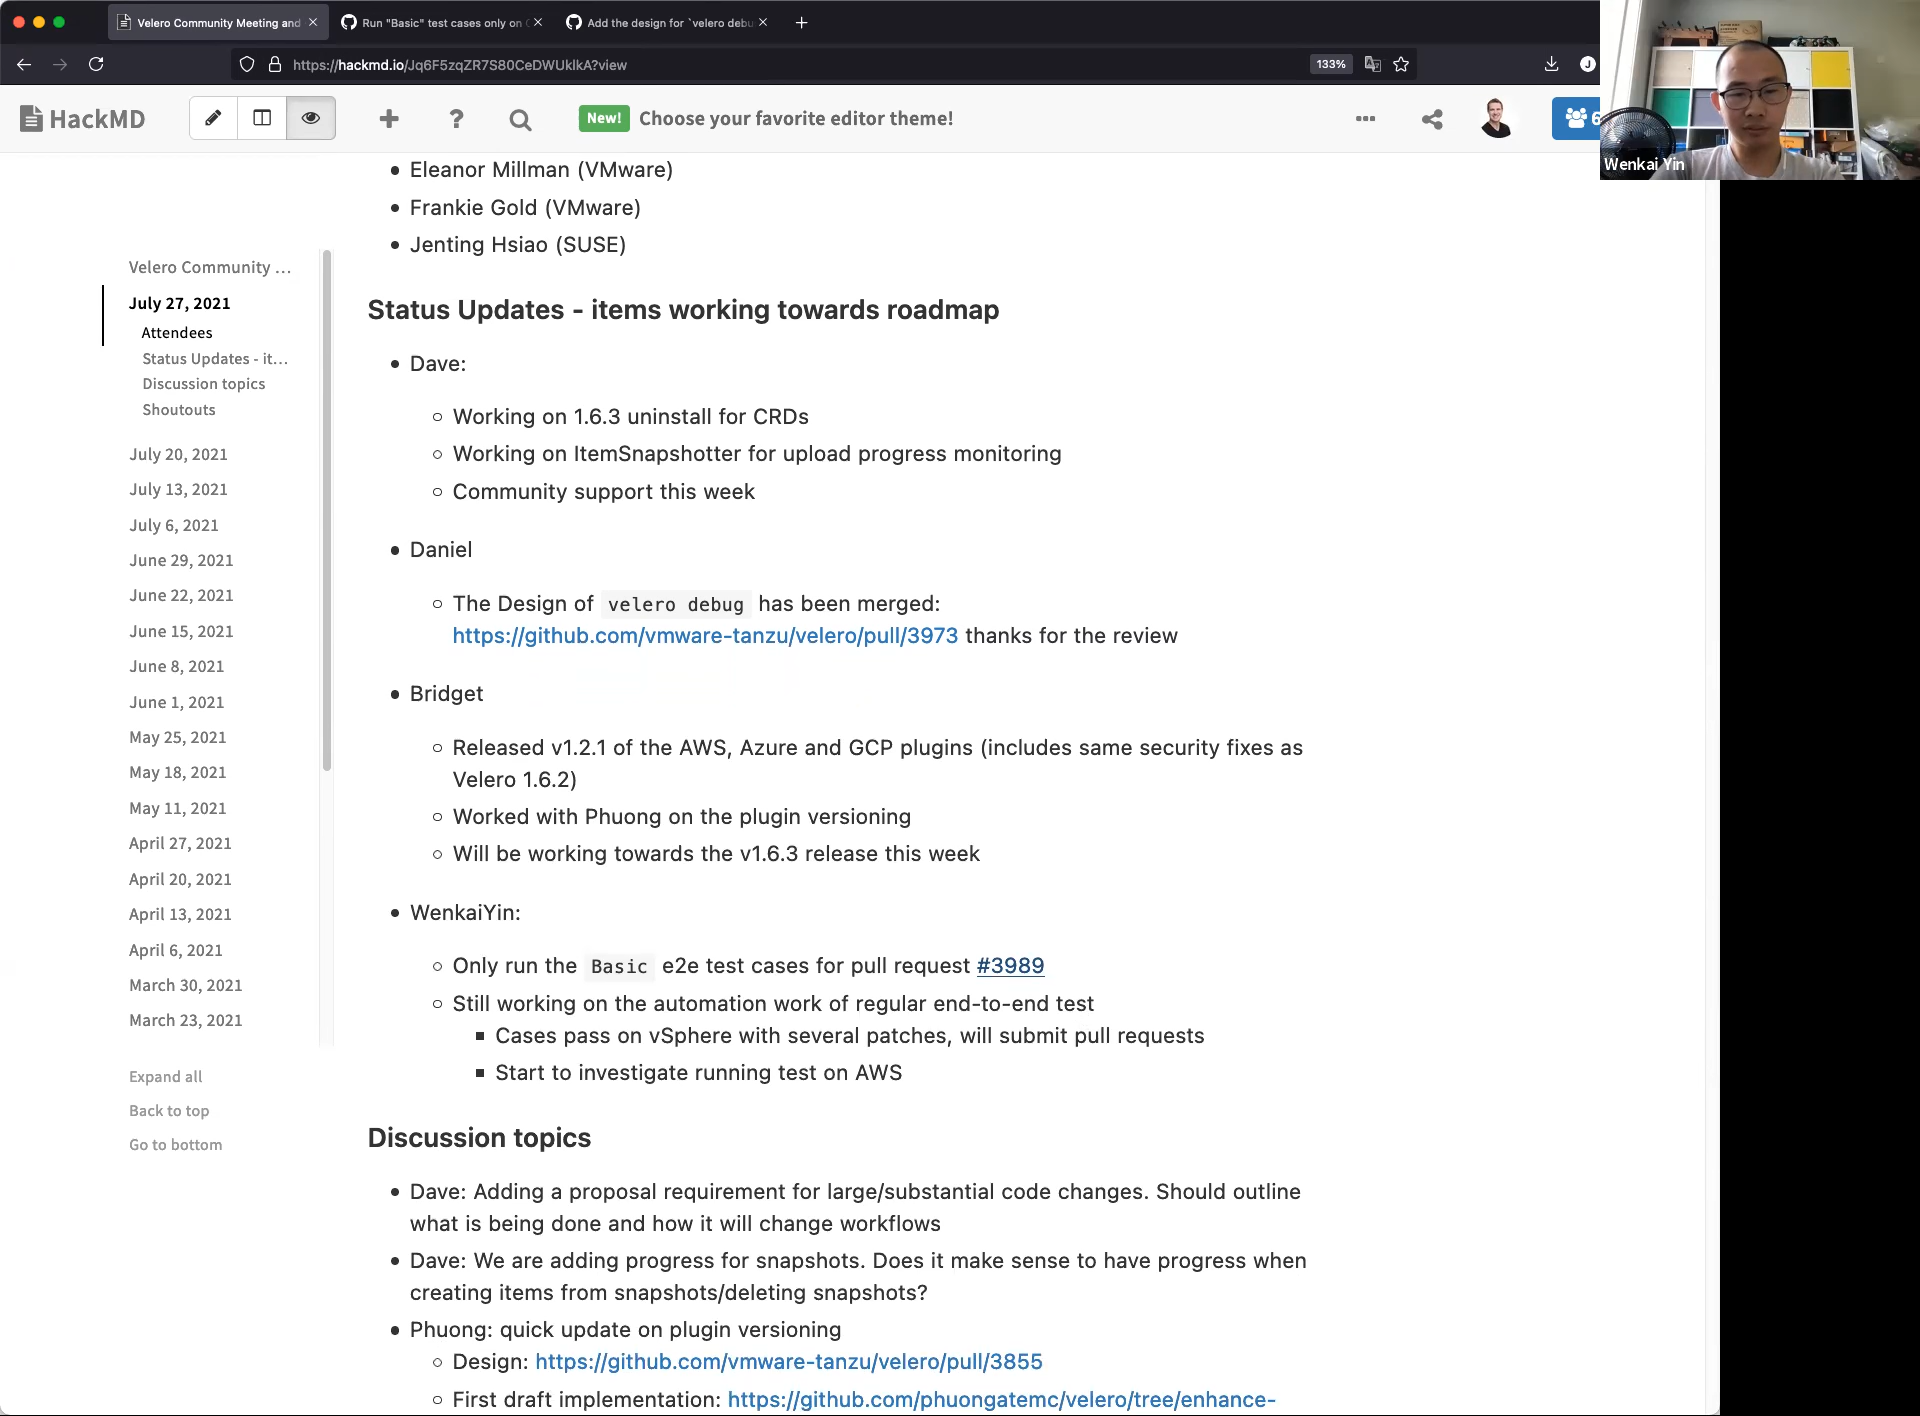 Velero Community Meeting and
Run "Basic" test cases only on
Add the design for `velero debu
https://hackmd.io/Jq6F5zqZR7S80CeDWUkIkA?view
133%
J
HackMD
New! Choose your favorite editor theme!
6
Wenkai Yin
Velero Community ...
July 27, 2021
Attendees
Status Updates - it...
Discussion topics
Shoutouts
July 20, 2021
July 13, 2021
July 6, 2021
June 29, 2021
June 22, 2021
June 15, 2021
June 8, 2021
June 1, 2021
May 25, 2021
May 18, 2021
May 11, 2021
April 27, 2021
April 20, 2021
April 13, 2021
April 6, 2021
March 30, 2021
March 23, 2021
Expand all
Back to top
Go to bottom
Eleanor Millman (VMware)
Frankie Gold (VMware)
Jenting Hsiao (SUSE)
Status Updates - items working towards roadmap
Dave:
Working on 1.6.3 uninstall for CRDs
Working on ItemSnapshotter for upload progress monitoring
Community support this week
Daniel
The Design of velero debug has been merged:
https://github.com/vmware-tanzu/velero/pull/3973 thanks for the review
Bridget
Released v1.2.1 of the AWS, Azure and GCP plugins (includes same security fixes as
Velero 1.6.2)
Worked with Phuong on the plugin versioning
Will be working towards the v1.6.3 release this week
WenkaiYin:
Only run the Basic e2e test cases for pull request #3989
Still working on the automation work of regular end-to-end test
Cases pass on vSphere with several patches, will submit pull requests
Start to investigate running test on AWS
Discussion topics
Dave: Adding a proposal requirement for large/substantial code changes. Should outline
what is being done and how it will change workflows
Dave: We are adding progress for snapshots. Does it make sense to have progress when
creating items from snapshots/deleting snapshots?
Phuong: quick update on plugin versioning
Design: https://github.com/vmware-tanzu/velero/pull/3855
First draft implementation: https://github.com/phuongatemc/velero/tree/enhance-